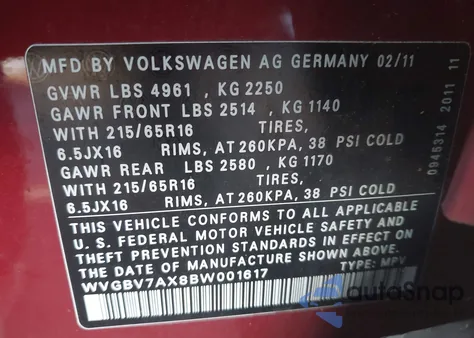 MFD BY VOLKSWAGEN AG GERMANY 02/11
GVWR LBS 4961 , KG 2250
GAWR FRONT LBS 2514 , KG 1140
WITH 215/65R16 TIRES,
6.5JX16 RIMS, AT 260KPA, 38 PSI COLD
GAWR REAR LBS 2580 , KG 1170
WITH 215/65R16 TIRES,
6.5JX16 RIMS, AT 260KPA, 38 PSI COLD
THIS VEHICLE CONFORMS TO ALL APPLICABLE
U.S. FEDERAL MOTOR VEHICLE SAFETY AND
THEFT PREVENTION STANDARDS IN EFFECT ON
THE DATE OF MANUFACTURE SHOWN ABOVE.
WVGBV7AX8BW001617 TYPE: MPV
0945314 2011 11
autoSnap